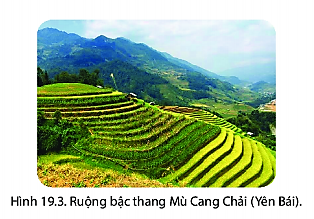 Hình 19.3. Ruộng bậc thang Mù Cang Chải (Yên Bái).